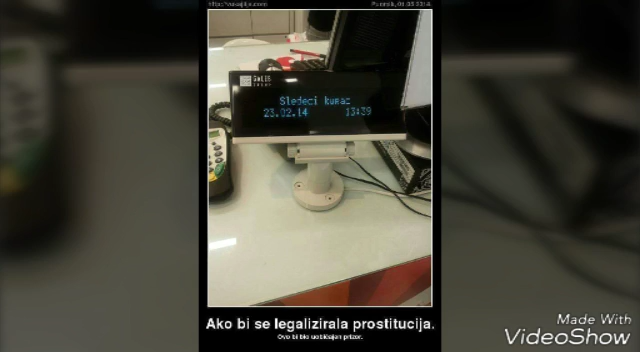 Sledeci kupac
23.02.14 13:39
Ako bi se legalizirala prostitucija.
Ovo bi bio uobičajen prizor.
Made With
VideoShow